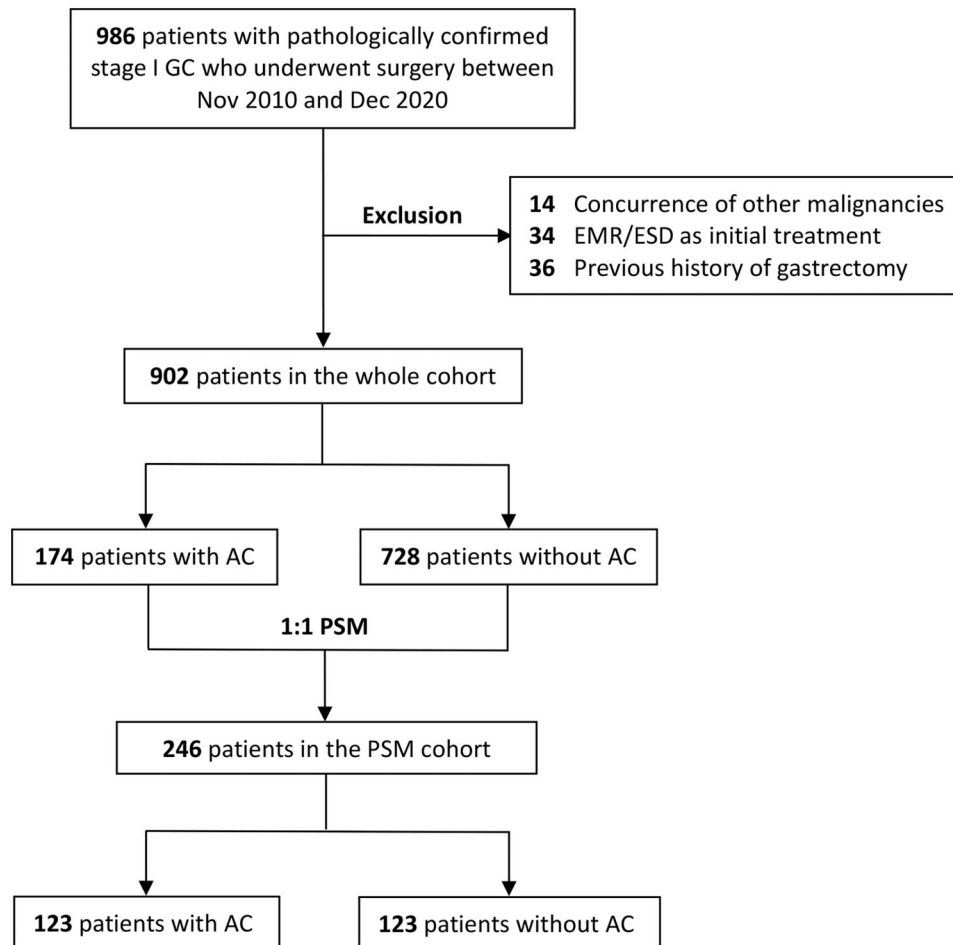 986 patients with pathologically confirmed
stage I GC who underwent surgery between
Nov 2010 and Dec 2020
Exclusion
14 Concurrence of other malignancies
34 EMR/ESD as initial treatment
36 Previous history of gastrectomy
902 patients in the whole cohort
174 patients with AC
728 patients without AC
1:1 PSM
246 patients in the PSM cohort
123 patients with AC
123 patients without AC